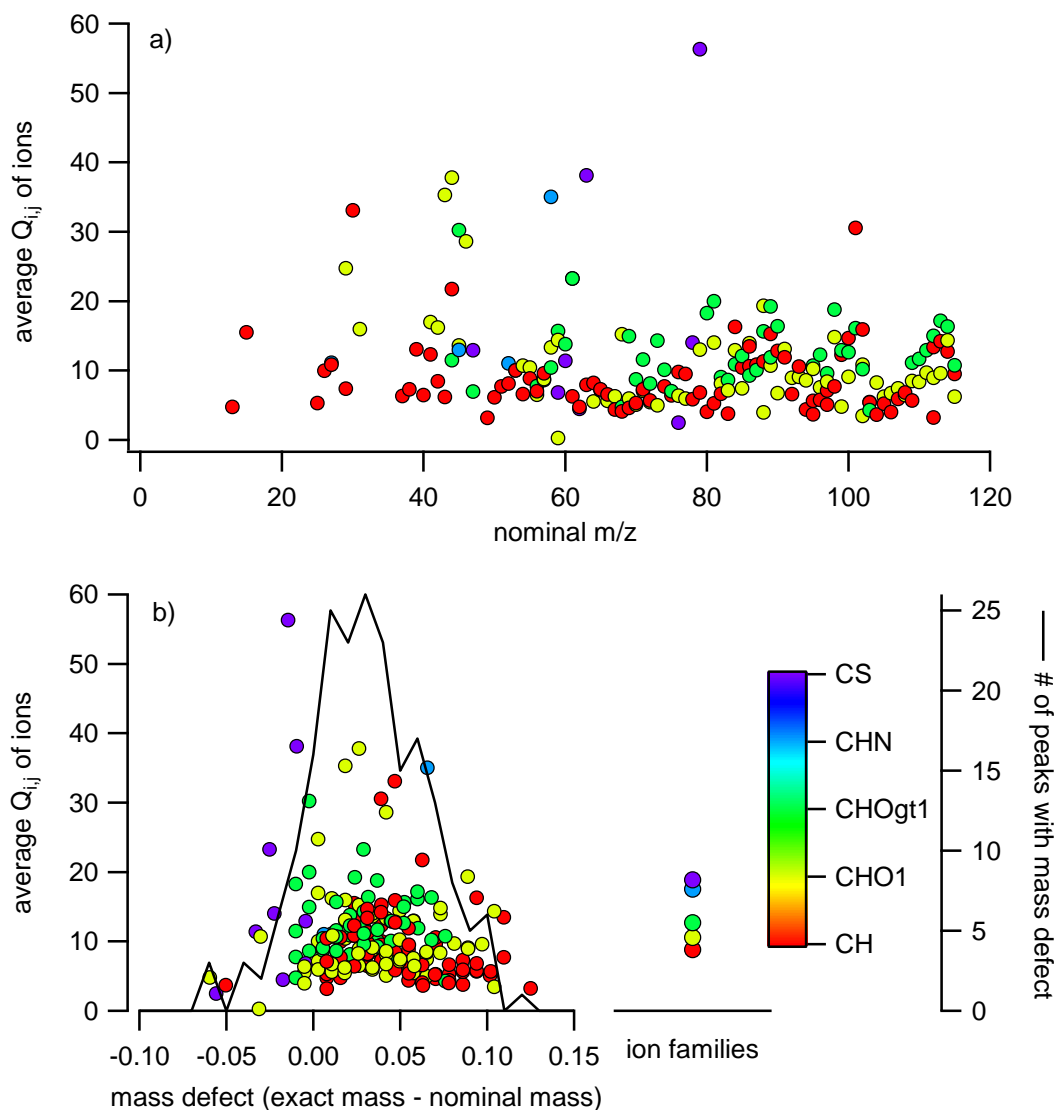 a)
60
50
40
30
20
10
0
average Q_{i,j} of ions
0 20 40 60 80 100 120
nominal m/z
b)
60
50
40
30
20
10
0
average Q_{i,j} of ions
-0.10 -0.05 0.00 0.05 0.10 0.15
mass defect (exact mass - nominal mass)
ion families
CS
CHN
CHOgt1
CHO1
CH
25
20
15
10
5
0
# of peaks with mass defect